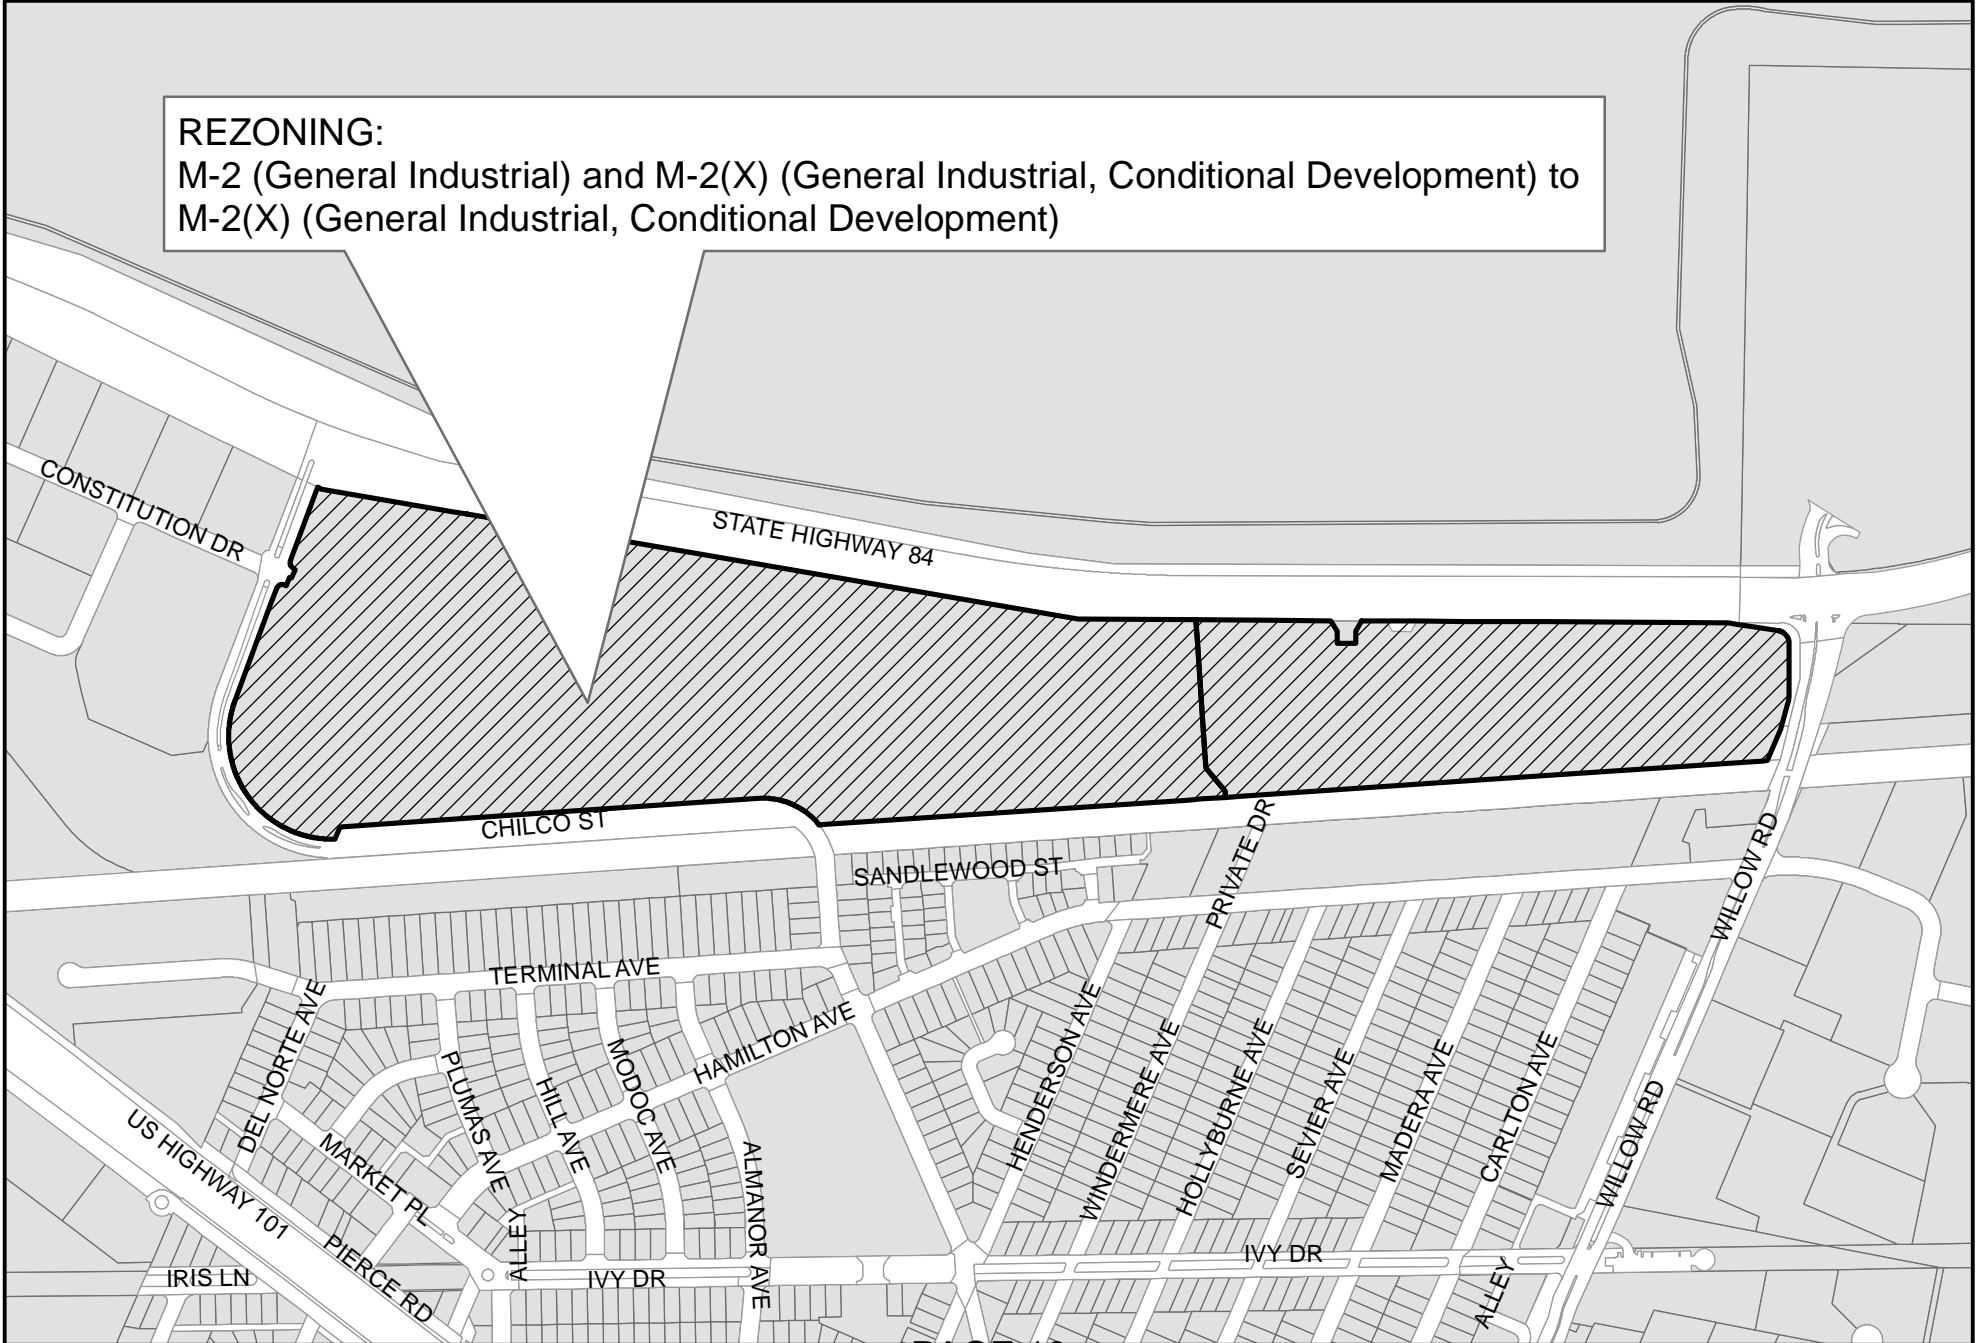 REZONING:
M-2 (General Industrial) and M-2(X) (General Industrial, Conditional Development) to
M-2(X) (General Industrial, Conditional Development)
CONSTITUTION DR
STATE HIGHWAY 84
CHILCO ST
PRIVATE DR
SANDLEWOOD ST
WILLOW RD
TERMINAL AVE
DEL NORTE AVE
HAMILTON AVE
HENDERSON AVE
WINDERMERE AVE
HOLLYBURNE AVE
SEVIER AVE
MADERA AVE
CARLTON AVE
WILLOW RD
PLUMAS AVE
HILL AVE
MODOC AVE
US HIGHWAY 101
MARKET PL
ALMANOR AVE
ALLEY
PIERCE RD
IRIS LN
IVY DR
IVY DR
ALLEY